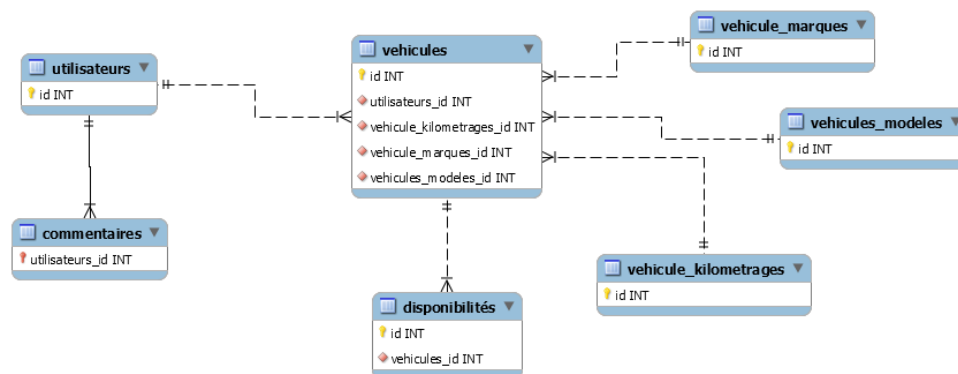 utilisateurs
id INT
commentaires
utilisateurs_id INT
vehicules
id INT
utilisateurs_id INT
vehicule_kilometrages_id INT
vehicule_marques_id INT
vehicules_modeles_id INT
disponibilités
id INT
vehicules_id INT
vehicule_marques
id INT
vehicules_modeles
id INT
vehicule_kilometrages
id INT